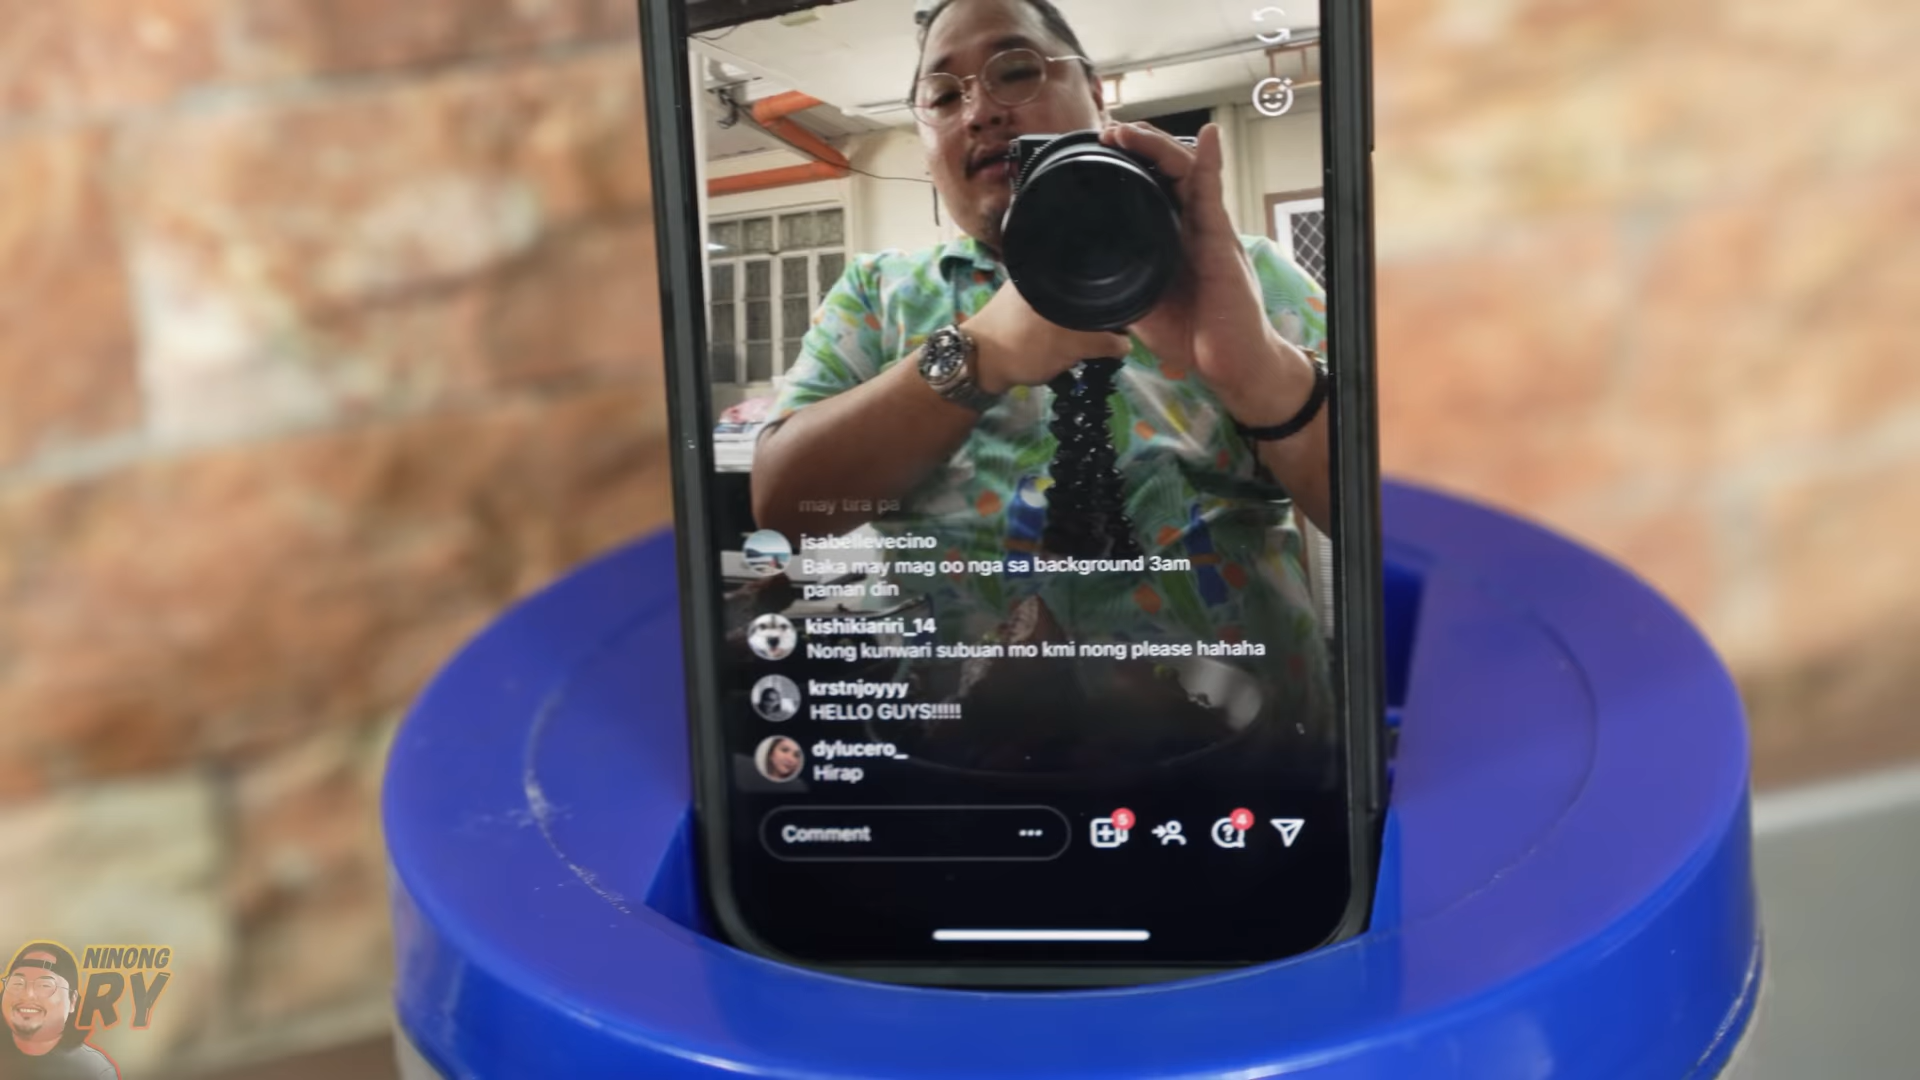 may tira pa
isabellevecino
Baka may mag oo nga sa background 3am
paman din
kishikiariri_14
Nong kunwari subuan mo kmi nong please hahaha
krstnjoyyy
HELLO GUYS!!!!!
dylucero_
Hirap
Comment ...
5
4
NINONG
RY